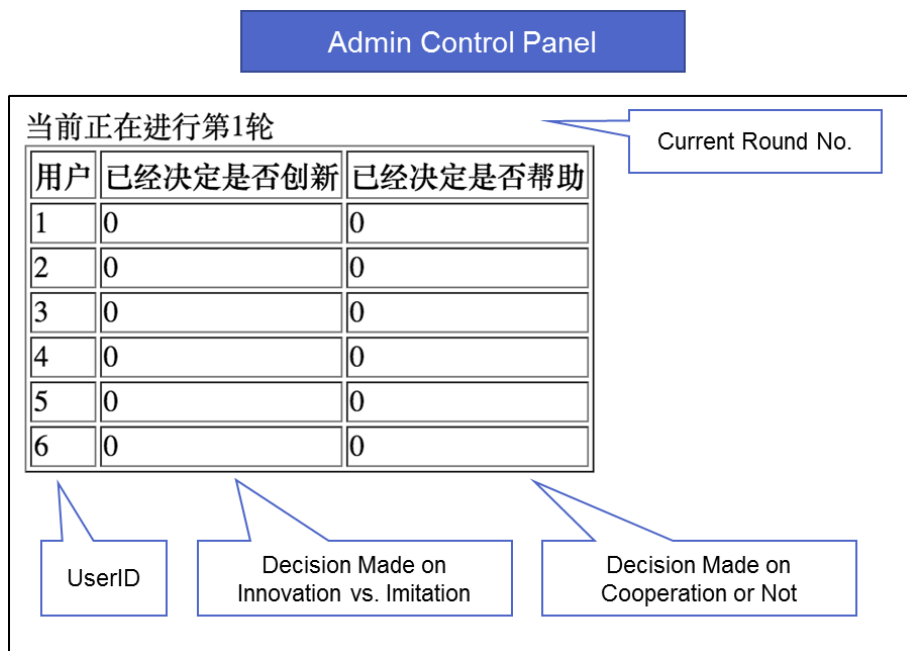 Admin Control Panel
当前正在进行第1轮
Current Round No.
用户 已经决定是否创新 已经决定是否帮助
1 0 0
2 0 0
3 0 0
4 0 0
5 0 0
6 0 0
UserID
Decision Made on
Innovation vs. Imitation
Decision Made on
Cooperation or Not